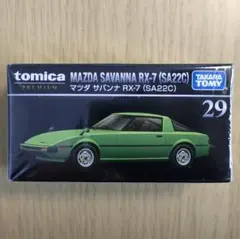 tomica
PREMIUM
MAZDA SAVANNA RX-7 (SA22C)
マツダ サバンナ RX-7 (SA22C)
TAKARA
TOMY
29